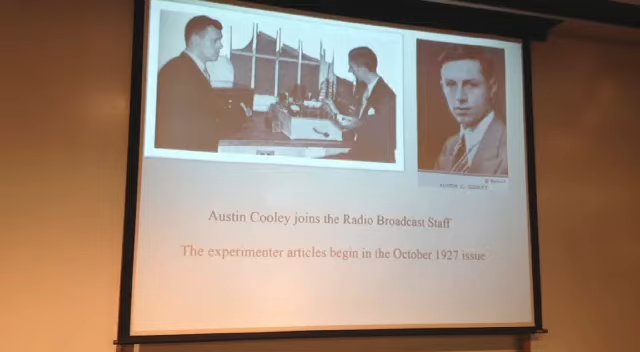 AUSTIN G. COOLEY
Austin Cooley joins the Radio Broadcast Staff
The experimenter articles begin in the October 1927 issue